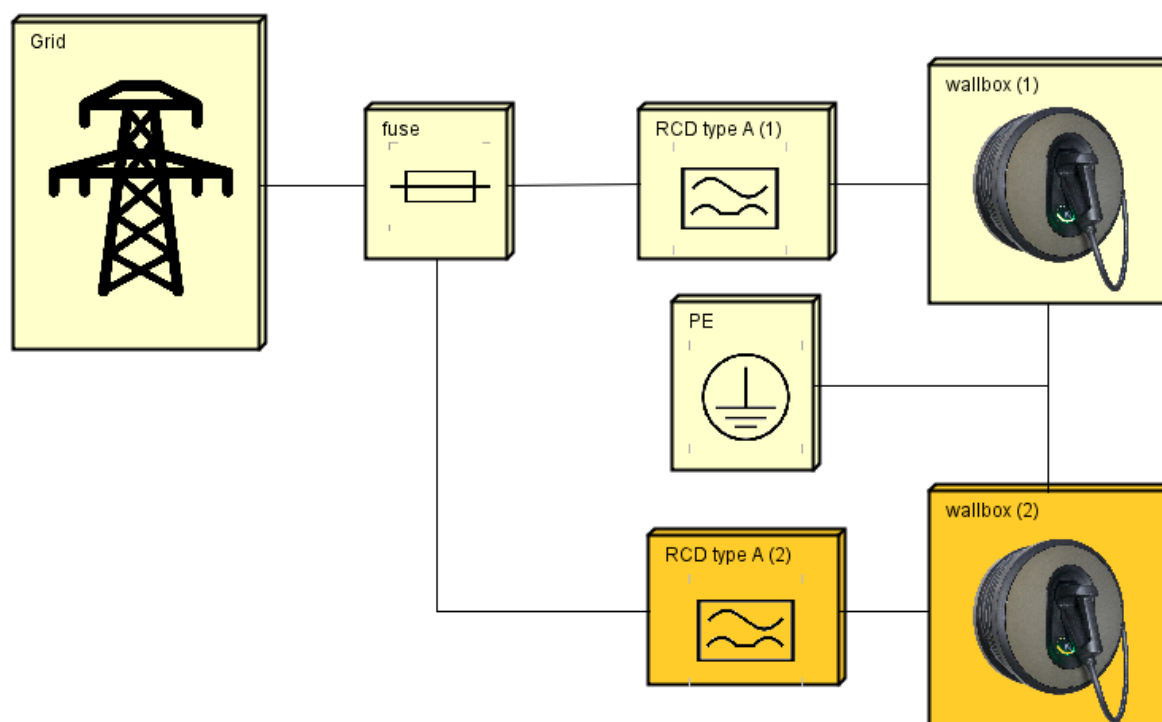 Grid
fuse
RCD type A (1)
wallbox (1)
PE
RCD type A (2)
wallbox (2)